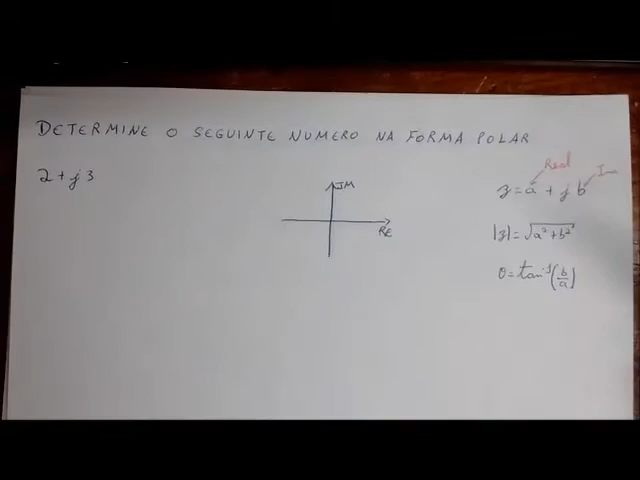 DETERMINE O SEGUINTE NUMERO NA FORMA POLAR
2 + j 3
IM
RE
Real
Im
z = a + j b
|z| = √a² + b²
θ = tan⁻¹(b/a)